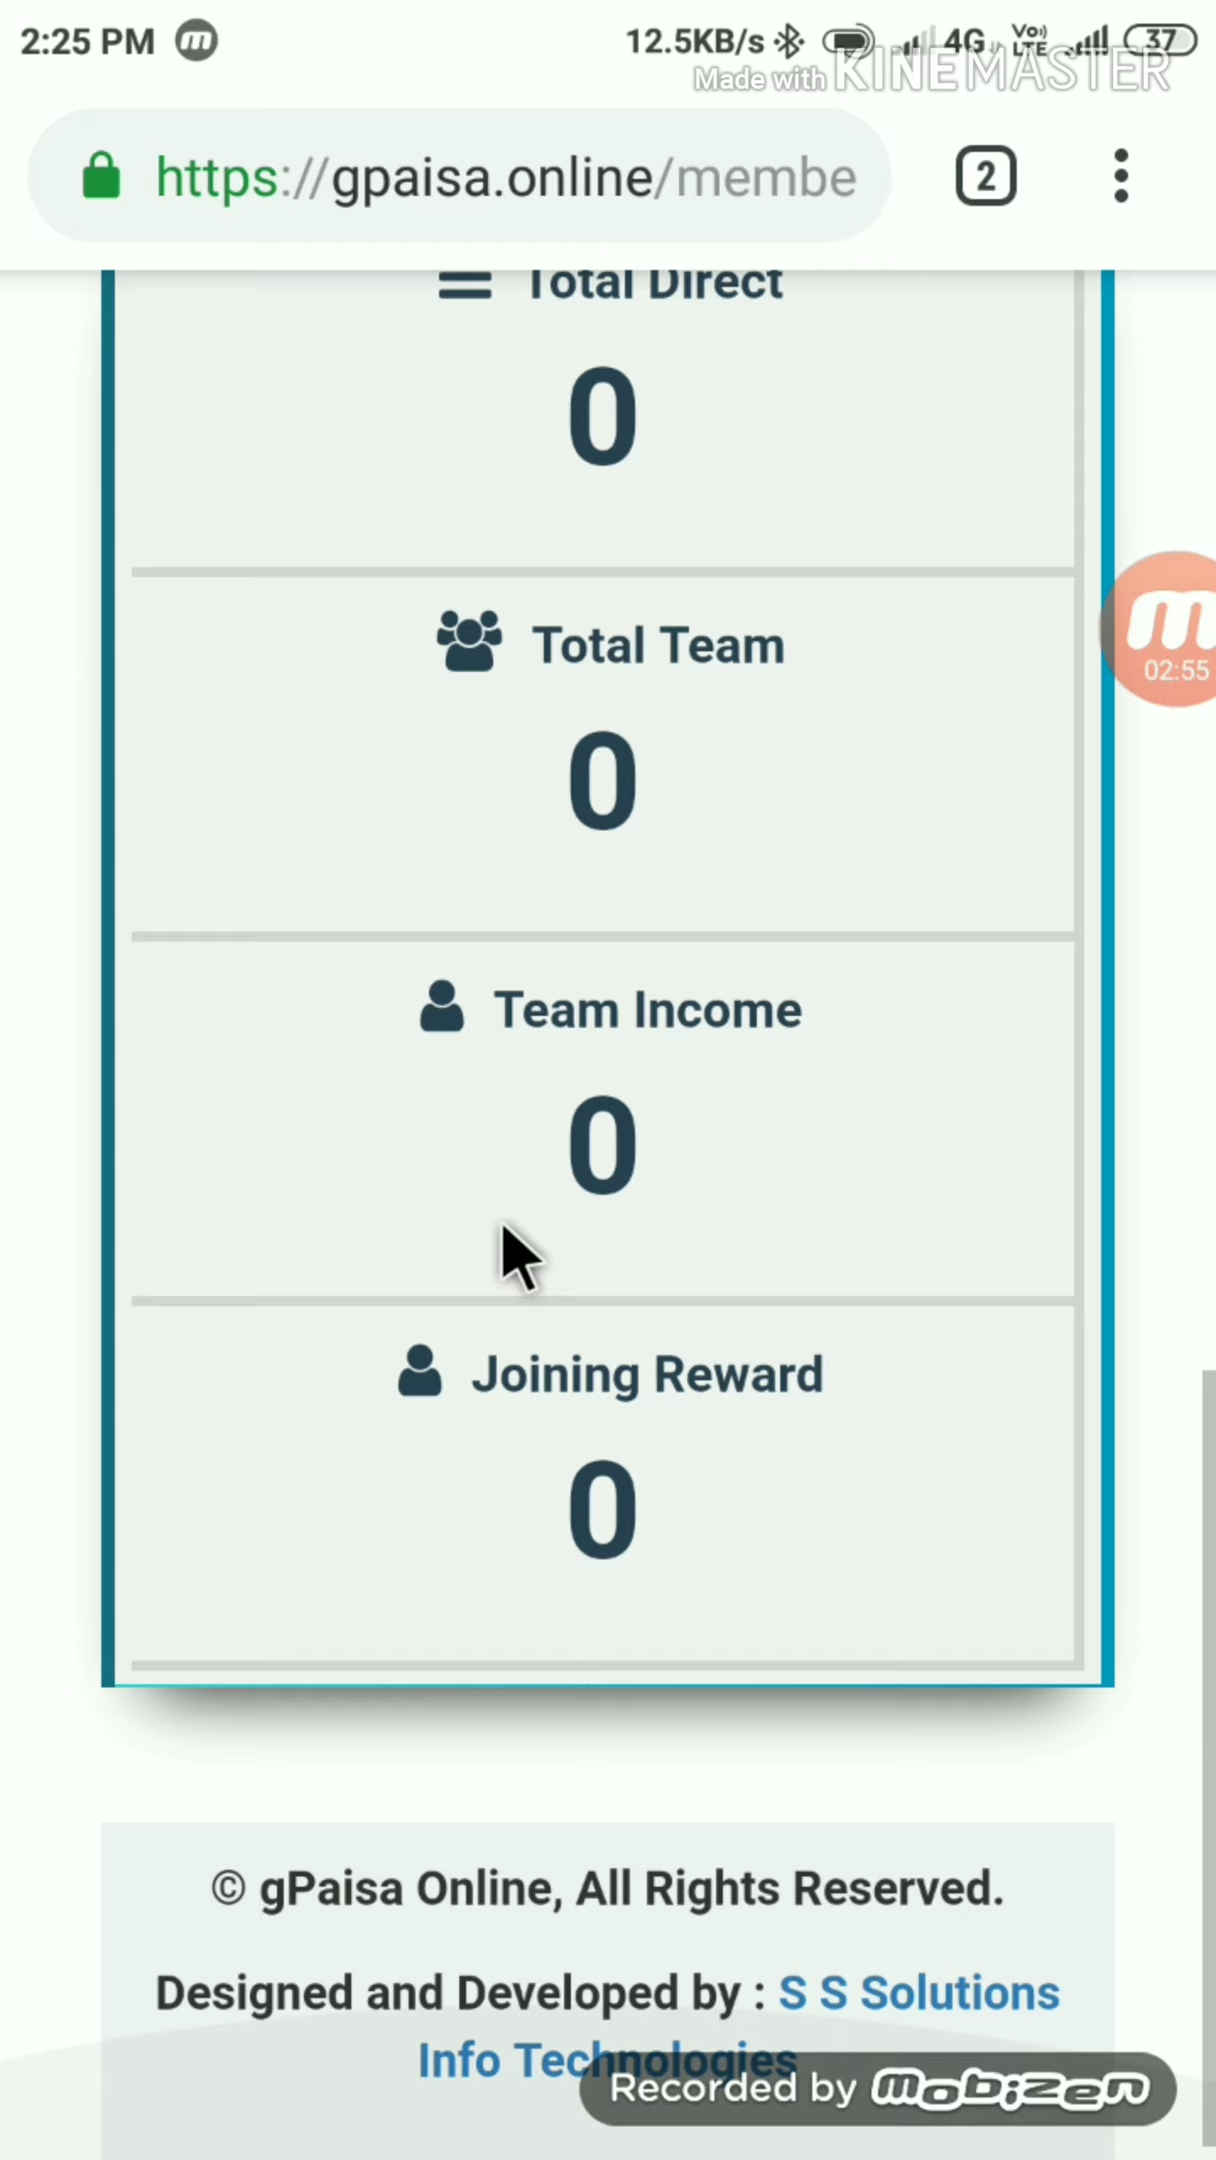 2:25 PM m 12.5KB/s 4G Vo) LTE 37
Made with KINEMASTER
https://gpaisa.online/membe 2
Total Direct
0
Total Team
0
m
02:55
Team Income
0
Joining Reward
0
© gPaisa Online, All Rights Reserved.
Designed and Developed by : S S Solutions
Info Technologies
Recorded by mobizen